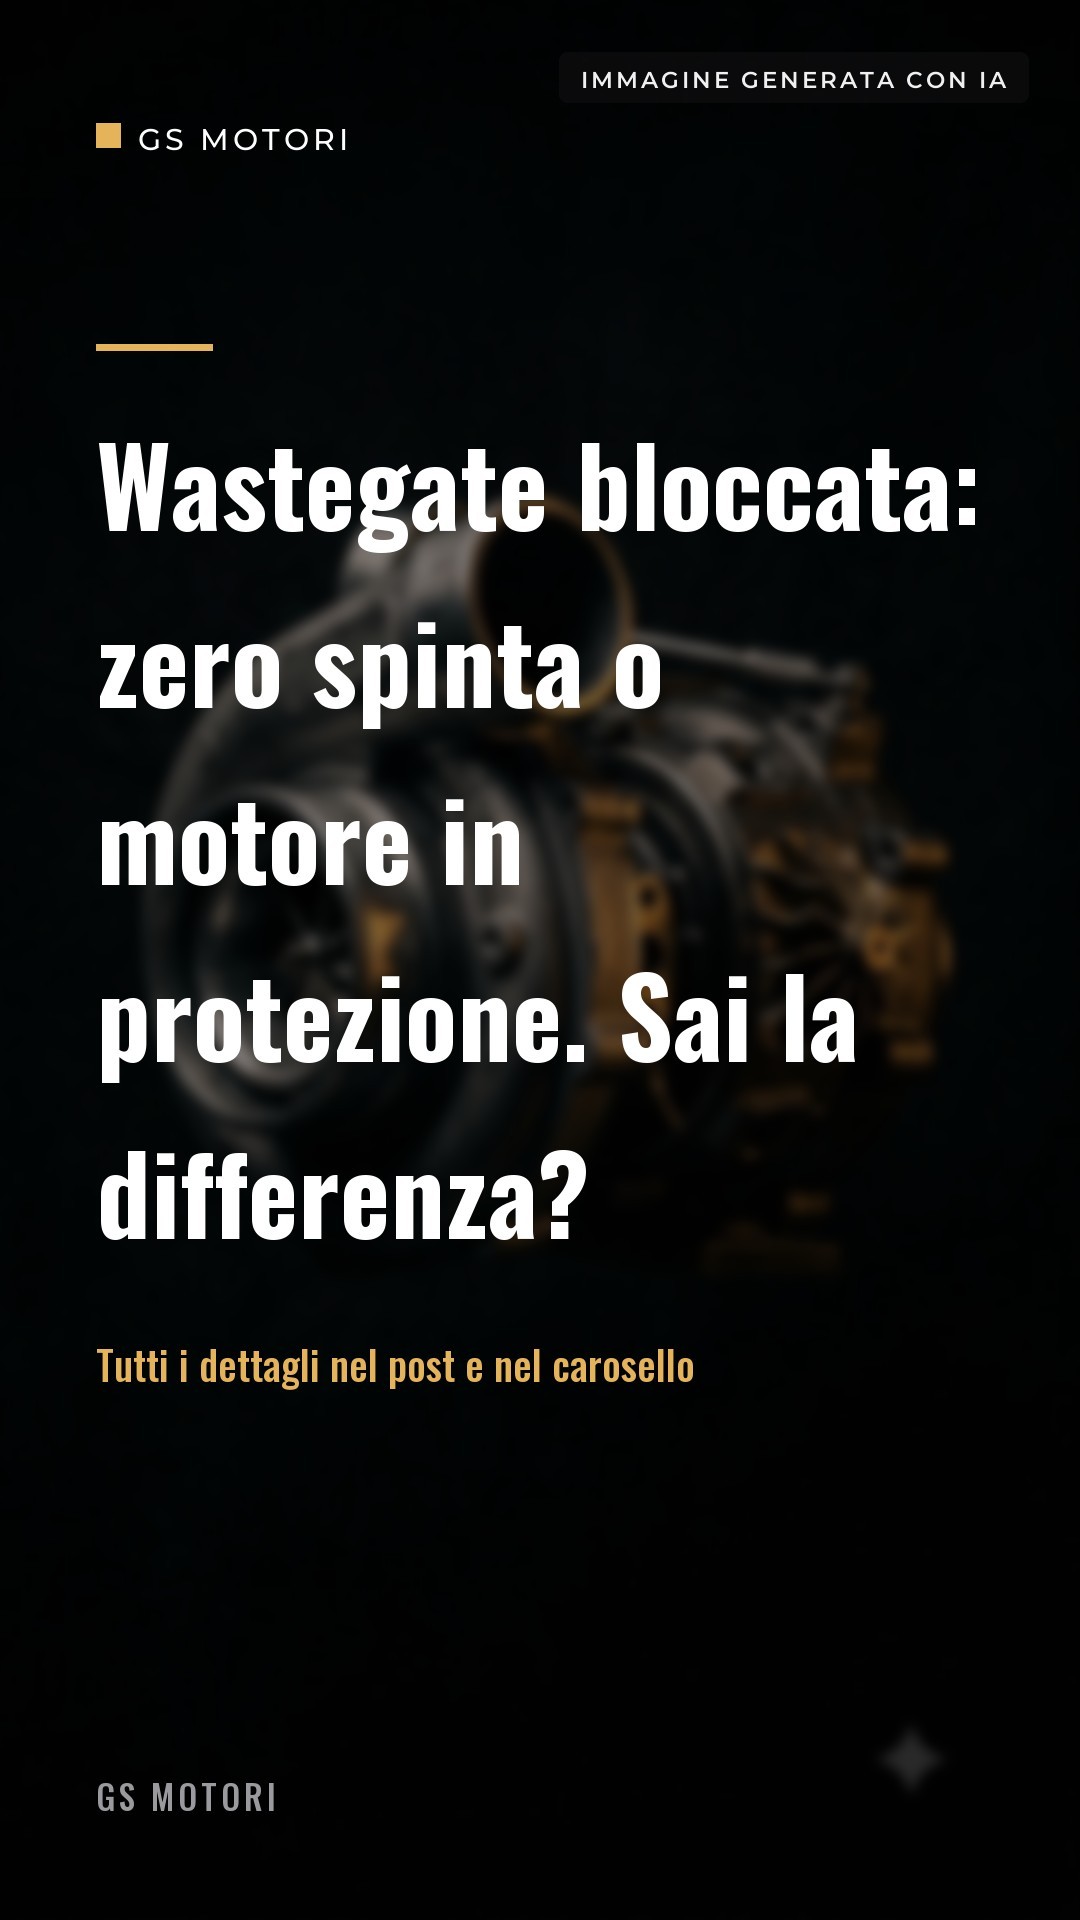 IMMAGINE GENERATA CON IA
GS MOTORI
Wastegate bloccata:
zero spinta o
motore in
protezione. Sai la
differenza?
Tutti i dettagli nel post e nel carosello
GS MOTORI